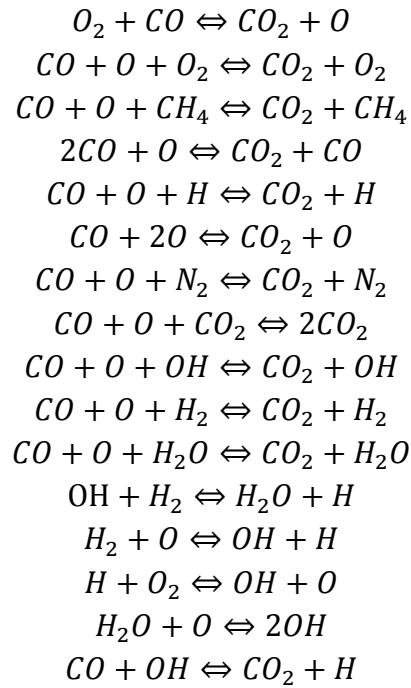 O₂ + CO ⇔ CO₂ + O
CO + O + O₂ ⇔ CO₂ + O₂
CO + O + CH₄ ⇔ CO₂ + CH₄
2CO + O ⇔ CO₂ + CO
CO + O + H ⇔ CO₂ + H
CO + 2O ⇔ CO₂ + O
CO + O + N₂ ⇔ CO₂ + N₂
CO + O + CO₂ ⇔ 2CO₂
CO + O + OH ⇔ CO₂ + OH
CO + O + H₂ ⇔ CO₂ + H₂
CO + O + H₂O ⇔ CO₂ + H₂O
OH + H₂ ⇔ H₂O + H
H₂ + O ⇔ OH + H
H + O₂ ⇔ OH + O
H₂O + O ⇔ 2OH
CO + OH ⇔ CO₂ + H